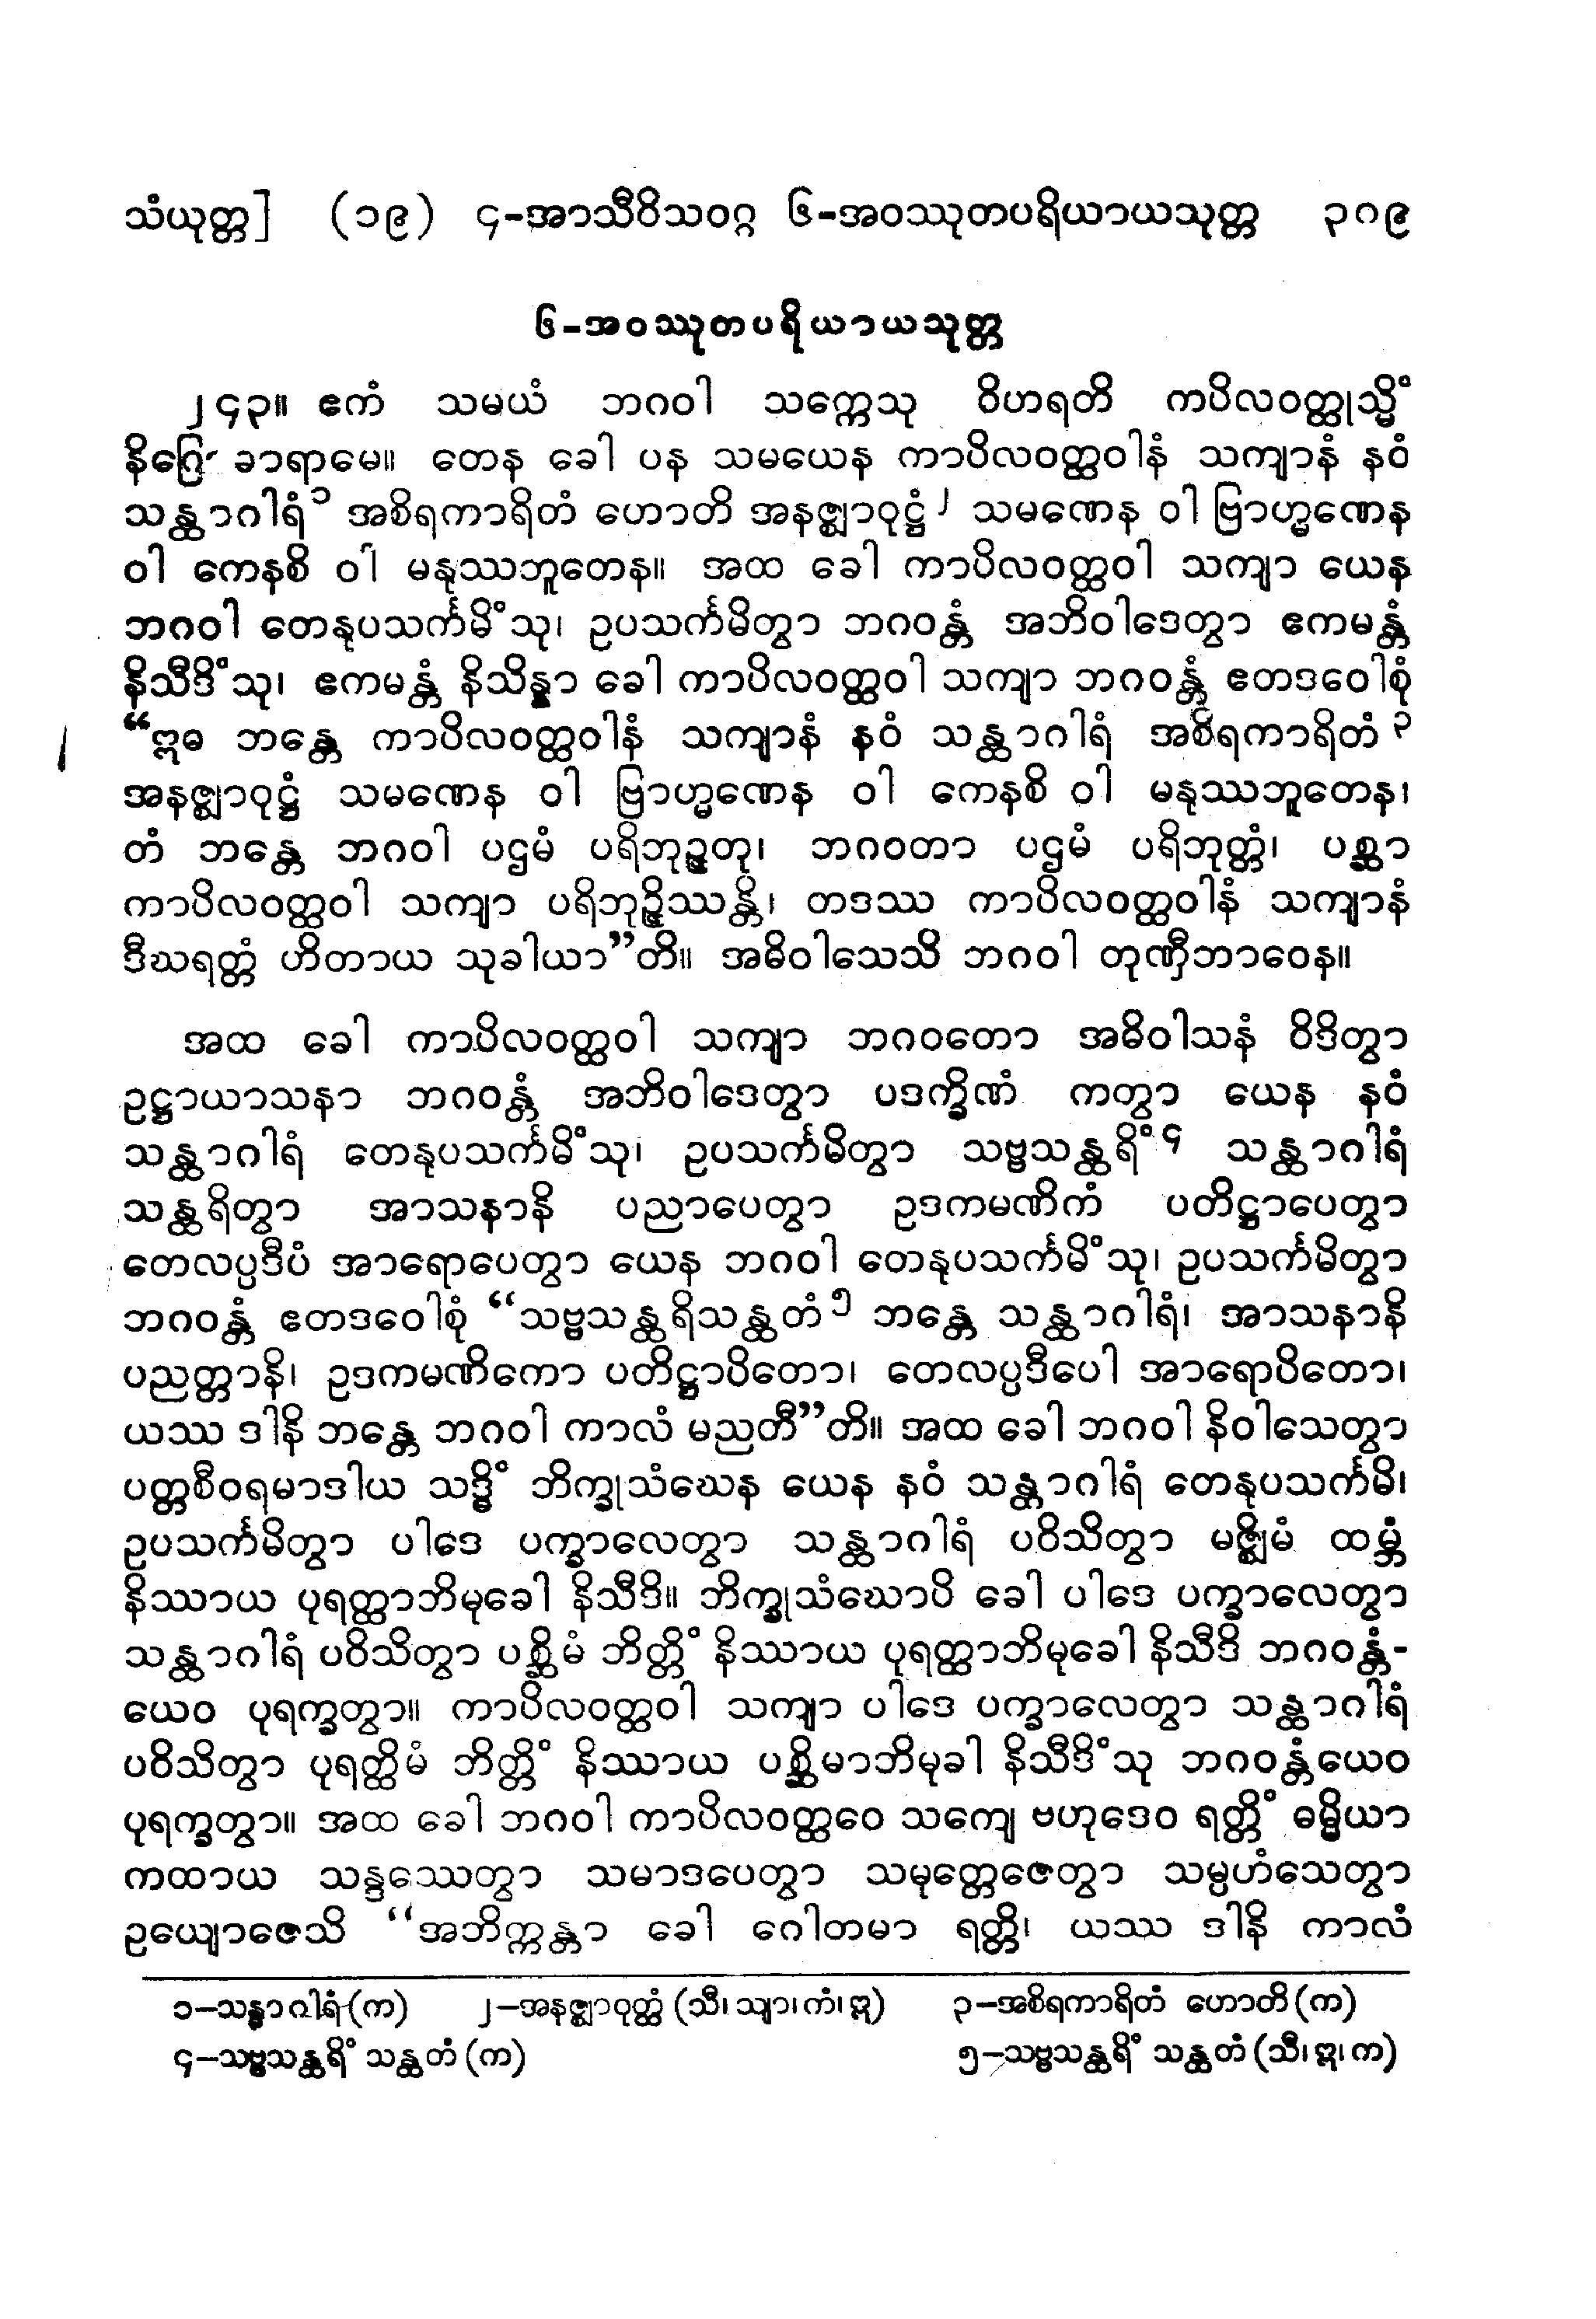 သံယုတ္တ] (၁၉) ၄-အာသီဝိသဝဂ္ဂ ၆-အဝဿုတပရိယာယသုတ္တ ၃၀၉
၆-အဝဿုတပရိယာယသုတ္တ
၂၄၃။ ဧကံ သမယံ ဘဂဝါ သက္ကေသု ဝိဟရတိ ကပိလဝတ္ထုသ္မိံ
ခာရာမေ။ တေန ခေါ ပန သမယေန ကာပိလဝတ္ထဝါနံ သကျာနံ နဝံ
သန္ထာဂါရံ၁ အစိရကာရိတံ ဟောတိ အနဇ္ဈာဝုဋ္ဌံ၂ သမဏေန ဝါ ဗြာဟ္မဏေန
ဝါ ကေနစိ ဝါ မနုဿဘူတေန။ အထ ခေါ ကာပိလဝတ္ထဝါ သကျာ ယေန
ဘဂဝါ တေနုပသင်္ကမိံသု၊ ဥပသင်္ကမိတွာ ဘဂဝန္တံ အဘိဝါဒေတွာ ဧကမန္တံ
နိသီဒိံသု၊ ဧကမန္တံ နိသိန္နာ ခေါ ကာပိလဝတ္ထဝါ သကျာ ဘဂဝန္တံ ဧတဒဝေါစုံ
“ဣဓ ဘန္တေ ကာပိလဝတ္ထဝါနံ သကျာနံ နဝံ သန္ထာဂါရံ အစိရကာရိတံ၃
အနဇ္ဈာဝုဋ္ဌံ သမဏေန ဝါ ဗြာဟ္မဏေန ဝါ ကေနစိ ဝါ မနုဿဘူတေန၊
တံ ဘန္တေ ဘဂဝါ ပဌမံ ပရိဘုဉ္ဇတု၊ ဘဂဝတာ ပဌမံ ပရိဘုတ္တံ၊ ပစ္ဆာ
ကာပိလဝတ္ထဝါ သကျာ ပရိဘုဉ္ဇိဿန္တိ၊ တဒဿ ကာပိလဝတ္ထဝါနံ သကျာနံ
ဒီဃရတ္တံ ဟိတာယ သုခါယာ”တိ။ အဓိဝါသေသိ ဘဂဝါ တုဏှီဘာဝေန။
အထ ခေါ ကာပိလဝတ္ထဝါ သကျာ ဘဂဝတော အဓိဝါသနံ ဝိဒိတွာ
ဥဋ္ဌာယာသနာ ဘဂဝန္တံ အဘိဝါဒေတွာ ပဒက္ခိဏံ ကတွာ ယေန နဝံ
သန္ထာဂါရံ တေနုပသင်္ကမိံသု၊ ဥပသင်္ကမိတွာ သဗ္ဗသန္ထရိံ၄ သန္ထာဂါရံ
သန္ထရိတွာ အာသနာနိ ပညာပေတွာ ဥဒကမဏိကံ ပတိဋ္ဌာပေတွာ
တေလပ္ပဒီပံ အာရောပေတွာ ယေန ဘဂဝါ တေနုပသင်္ကမိံသု၊ ဥပသင်္ကမိတွာ
ဘဂဝန္တံ ဧတဒဝေါစုံ “သဗ္ဗသန္ထရိသန္ထတံ၅ ဘန္တေ သန္ထာဂါရံ၊ အာသနာနိ
ပညတ္တာနိ၊ ဥဒကမဏိကော ပတိဋ္ဌာပိတော၊ တေလပ္ပဒီပေါ အာရောပိတော၊
ယဿ ဒါနိ ဘန္တေ ဘဂဝါ ကာလံ မညတီ”တိ။ အထ ခေါ ဘဂဝါ နိဝါသေတွာ
ပတ္တစီဝရမာဒါယ သဒ္ဓိံ ဘိက္ခုသံဃေန ယေန နဝံ သန္ထာဂါရံ တေနုပသင်္ကမိ၊
ဥပသင်္ကမိတွာ ပါဒေ ပက္ခာလေတွာ သန္ထာဂါရံ ပဝိသိတွာ မဇ္ဈိမံ ထမ္ဘံ
နိဿာယ ပုရတ္ထာဘိမုခေါ နိသီဒိ။ ဘိက္ခုသံဃောပိ ခေါ ပါဒေ ပက္ခာလေတွာ
သန္ထာဂါရံ ပဝိသိတွာ ပစ္ဆိမံ ဘိတ္တိံ နိဿာယ ပုရတ္ထာဘိမုခေါ နိသီဒိ ဘဂဝန္တံ-
ယေဝ ပုရက္ခတွာ။ ကာပိလဝတ္ထဝါ သကျာ ပါဒေ ပက္ခာလေတွာ သန္ထာဂါရံ
ပဝိသိတွာ ပုရတ္ထိမံ ဘိတ္တိံ နိဿာယ ပစ္ဆိမာဘိမုခါ နိသီဒိံသု ဘဂဝန္တံယေဝ
ပုရက္ခတွာ။ အထ ခေါ ဘဂဝါ ကာပိလဝတ္ထဝေ သကျေ ဗဟုဒေဝ ရတ္တိံ ဓမ္မိယာ
ကထာယ သန္ဒဿေတွာ သမာဒပေတွာ သမုတ္တေဇေတွာ သမ္ပဟံသေတွာ
ဥယျောဇေသိ “အဘိက္ကန္တာ ခေါ ဂေါတမာ ရတ္တိ၊ ယဿ ဒါနိ ကာလံ
၁-သန္ဓာဂါရံ(က) ၂-အနဇ္ဈာဝုတ္ထံ (သီ၊ သျာ၊ ကံ၊ ဣ) ၃-အစိရကာရိတံ ဟောတိ (က)
၄-သဗ္ဗသန္ထရိံ သန္ထတံ (က) ၅-သဗ္ဗသန္ထရိံ သန္ထတံ (သီ၊ ဣ၊ က)